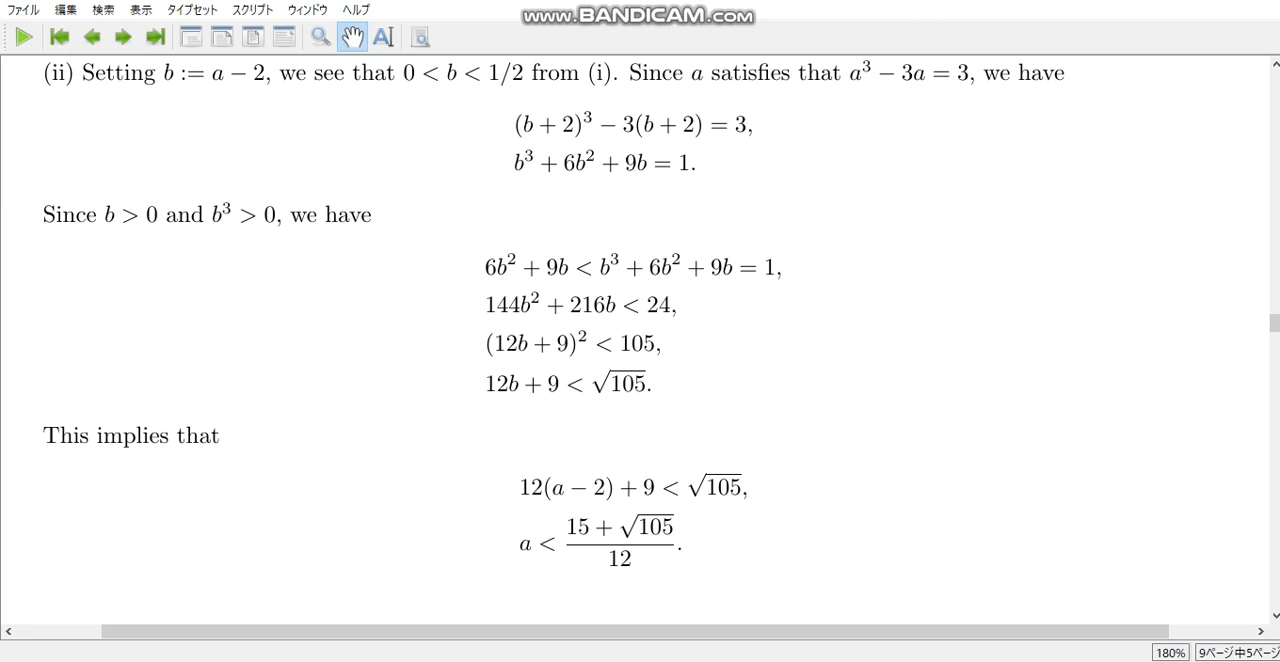 ファイル 編集 検索 表示 タイプセット スクリプト ウィンドウ ヘルプ
www.BANDICAM.com
(ii) Setting b := a − 2, we see that 0 < b < 1/2 from (i). Since a satisfies that a³ − 3a = 3, we have
(b + 2)³ − 3(b + 2) = 3,
b³ + 6b² + 9b = 1.
Since b > 0 and b³ > 0, we have
6b² + 9b < b³ + 6b² + 9b = 1,
144b² + 216b < 24,
(12b + 9)² < 105,
12b + 9 < √105.
This implies that
12(a − 2) + 9 < √105,
a < (15 + √105)/12.
180% 9ページ中5ページ